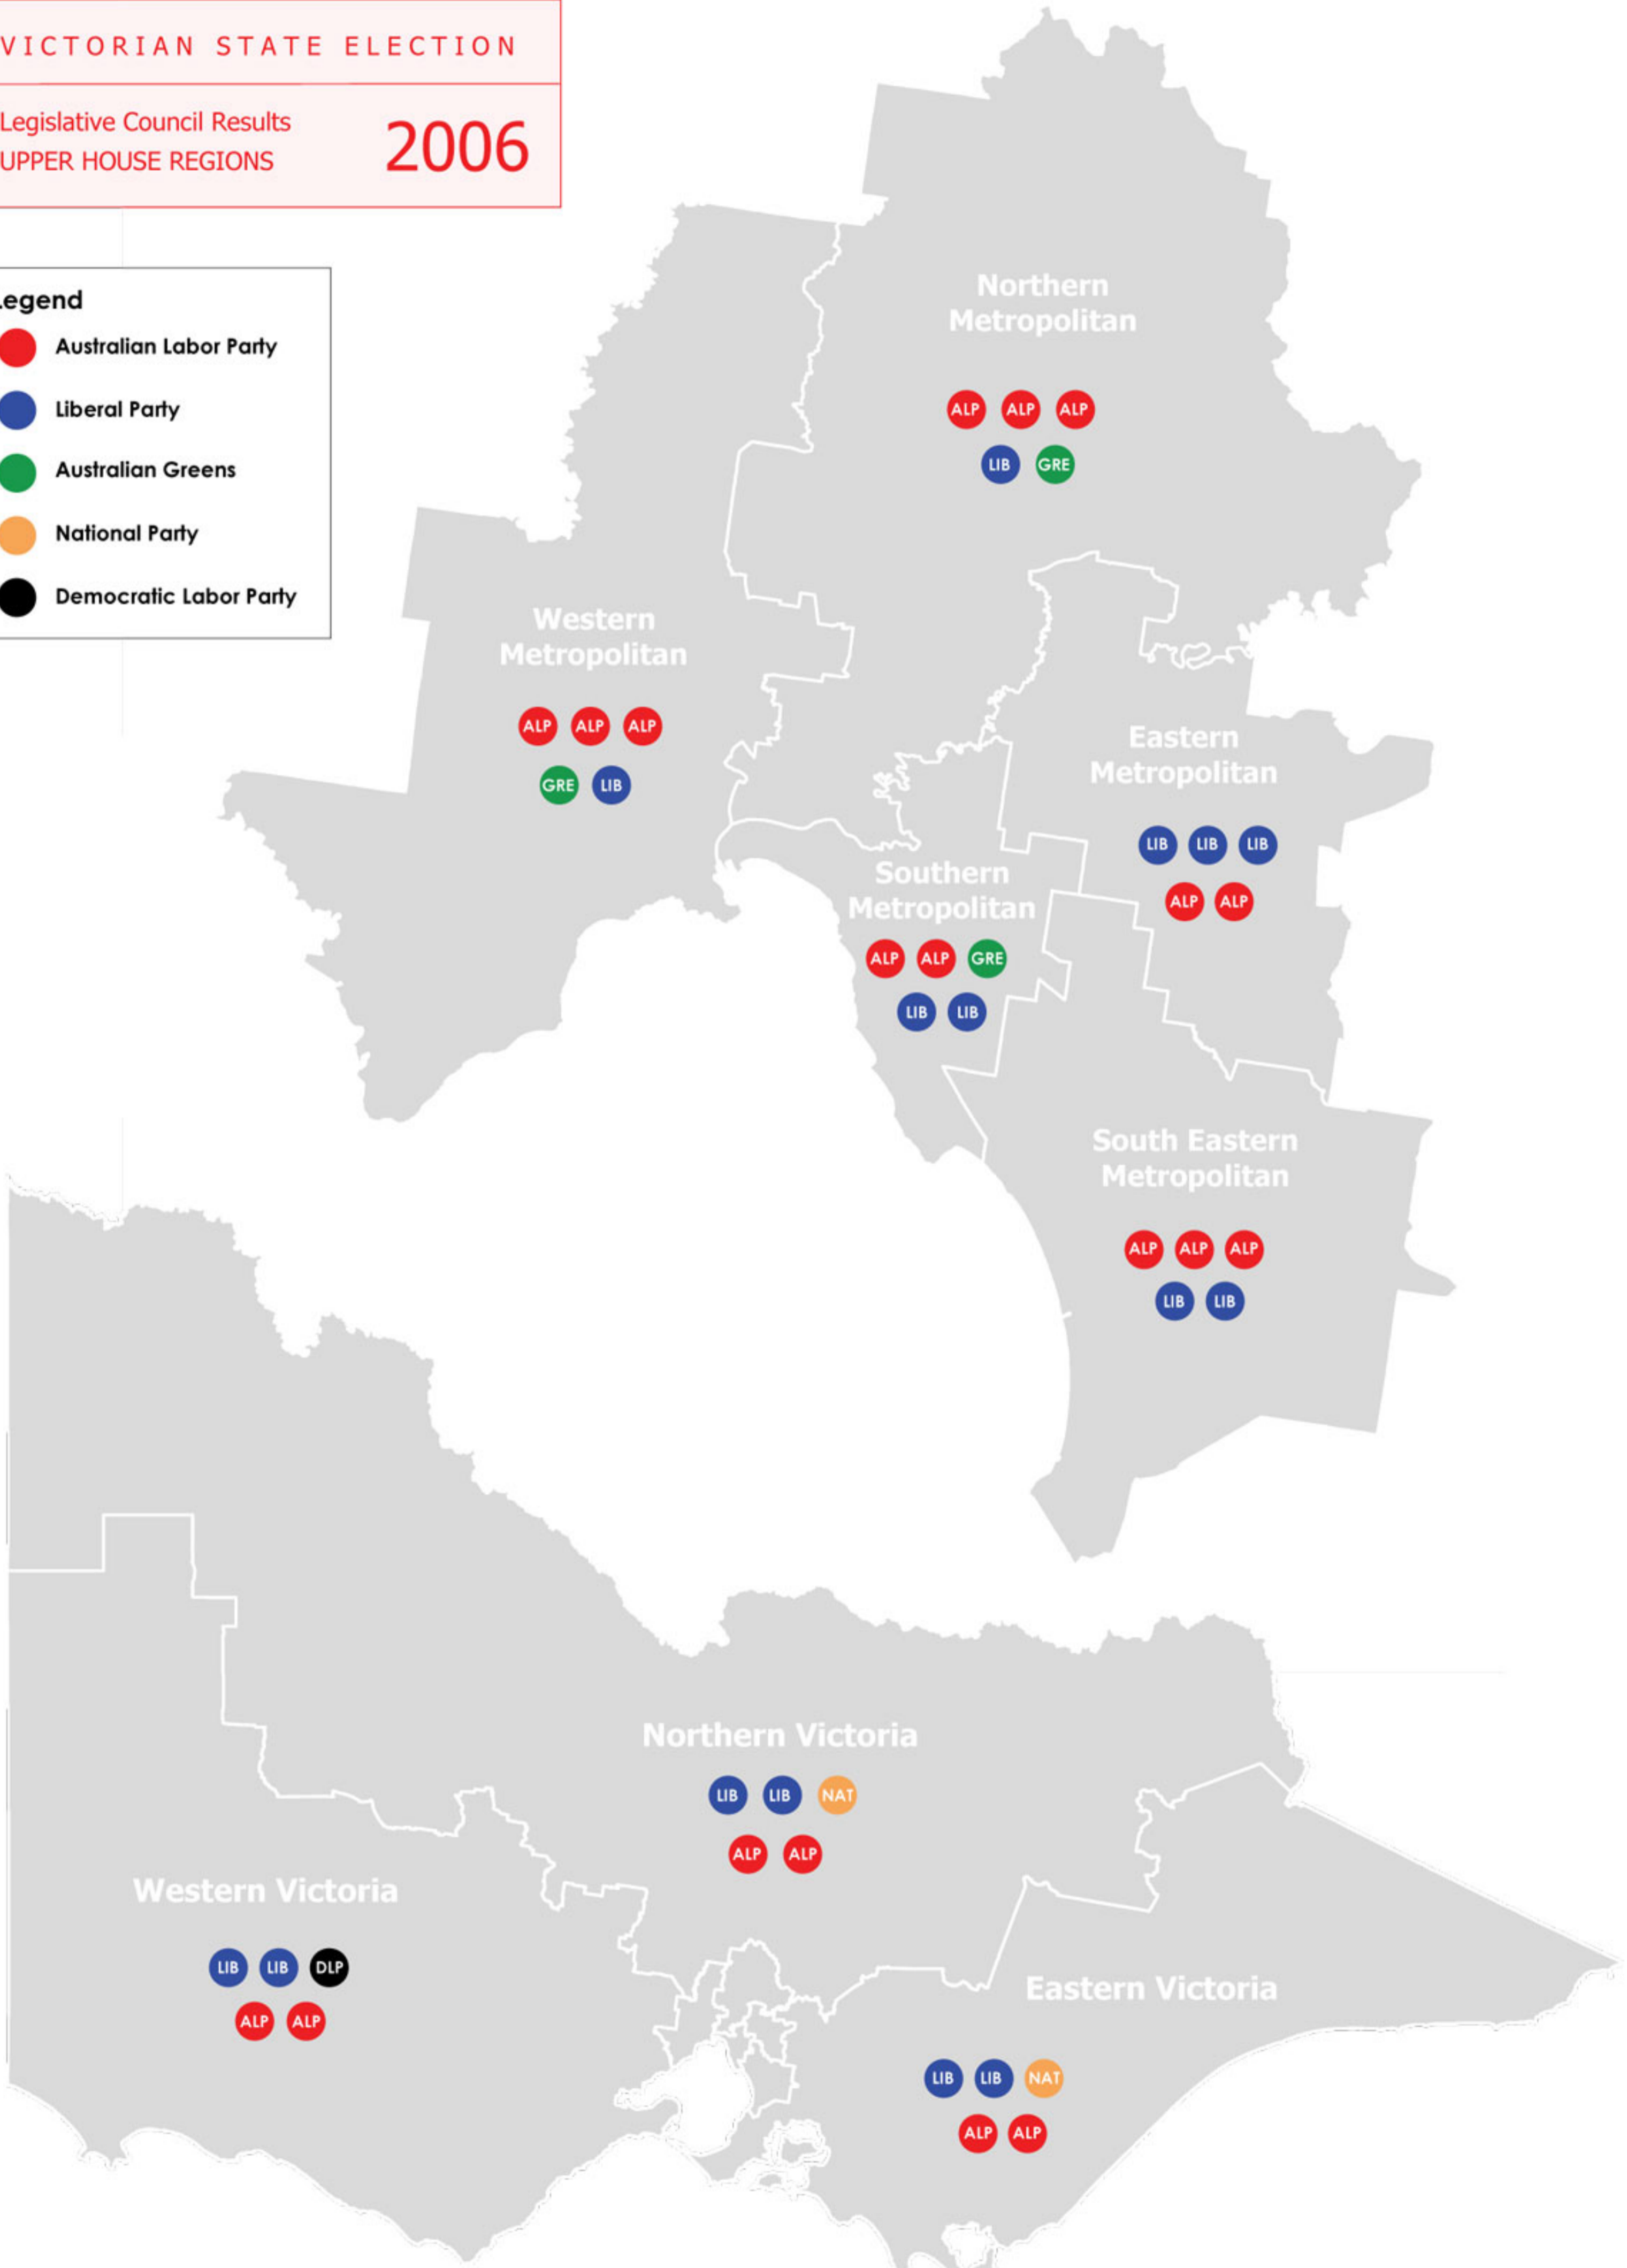 VICTORIAN STATE ELECTION
Legislative Council Results
UPPER HOUSE REGIONS
2006
Legend
Australian Labor Party
Liberal Party
Australian Greens
National Party
Democratic Labor Party
Northern
Metropolitan
ALP ALP ALP
LIB GRE
Western
Metropolitan
ALP ALP ALP
GRE LIB
Eastern
Metropolitan
LIB LIB LIB
ALP ALP
Southern
Metropolitan
ALP ALP GRE
LIB LIB
South Eastern
Metropolitan
ALP ALP ALP
LIB LIB
Northern Victoria
LIB LIB NAT
ALP ALP
Western Victoria
LIB LIB DLP
ALP ALP
Eastern Victoria
LIB LIB NAT
ALP ALP